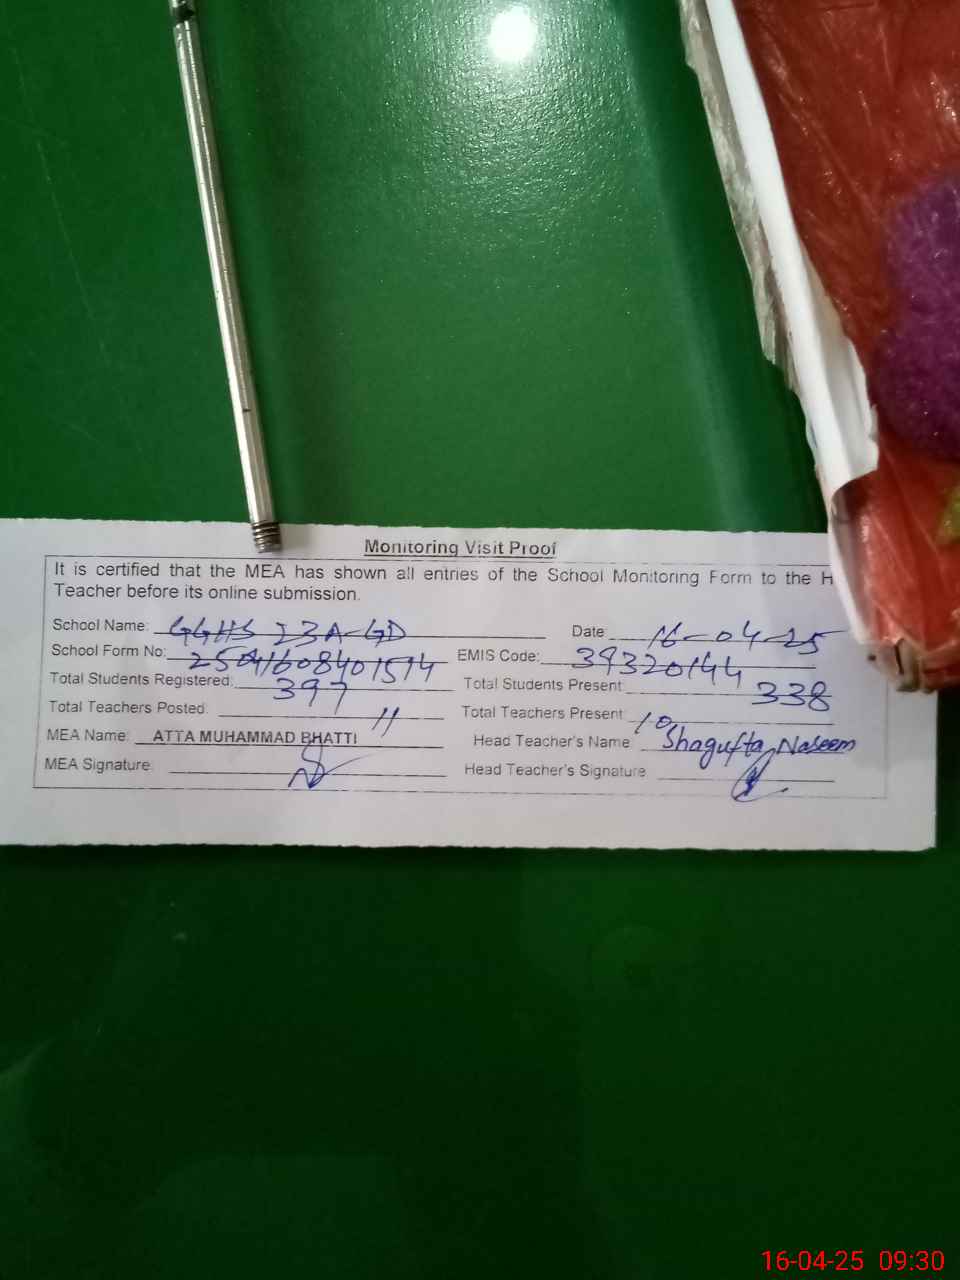 Monitoring Visit Proof
It is certified that the MEA has shown all entries of the School Monitoring Form to the H
Teacher before its online submission.
School Name: GGHS 23A-GD Date 16-04-25
School Form No: 2504160840 1514 EMIS Code: 39320144
Total Students Registered: 397 Total Students Present: 338
Total Teachers Posted: 11 Total Teachers Present: 10
MEA Name: ATTA MUHAMMAD BHATTI Head Teacher's Name: Shagufta Naseem
MEA Signature: Head Teacher's Signature
16-04-25 09:30